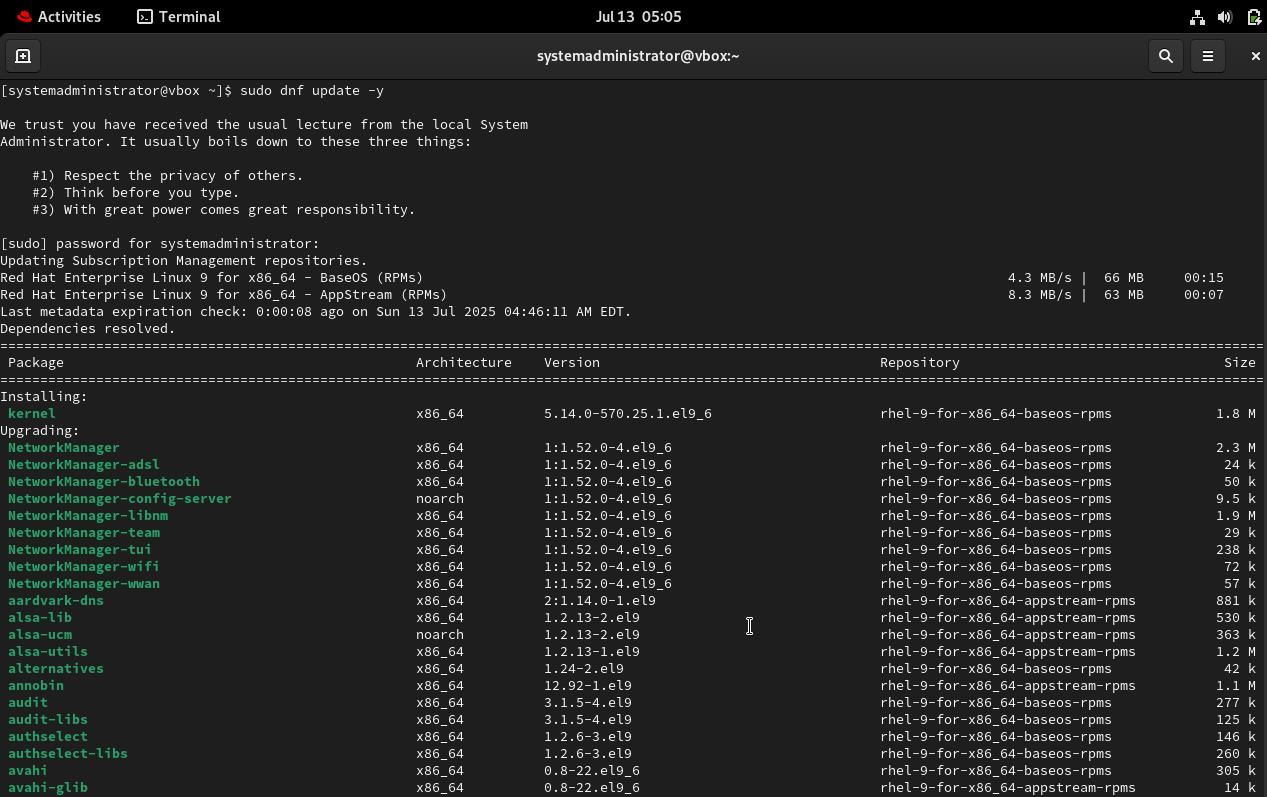 Activities Terminal Jul 13 05:05
systemadministrator@vbox:~
[systemadministrator@vbox ~]$ sudo dnf update -y
We trust you have received the usual lecture from the local System
Administrator. It usually boils down to these three things:
#1) Respect the privacy of others.
#2) Think before you type.
#3) With great power comes great responsibility.
[sudo] password for systemadministrator:
Updating Subscription Management repositories.
Red Hat Enterprise Linux 9 for x86_64 - BaseOS (RPMs) 4.3 MB/s | 66 MB 00:15
Red Hat Enterprise Linux 9 for x86_64 - AppStream (RPMs) 8.3 MB/s | 63 MB 00:07
Last metadata expiration check: 0:00:08 ago on Sun 13 Jul 2025 04:46:11 AM EDT.
Dependencies resolved.
Package Architecture Version Repository Size
Installing:
kernel x86_64 5.14.0-570.25.1.el9_6 rhel-9-for-x86_64-baseos-rpms 1.8 M
Upgrading:
NetworkManager x86_64 1:1.52.0-4.el9_6 rhel-9-for-x86_64-baseos-rpms 2.3 M
NetworkManager-adsl x86_64 1:1.52.0-4.el9_6 rhel-9-for-x86_64-baseos-rpms 24 k
NetworkManager-bluetooth x86_64 1:1.52.0-4.el9_6 rhel-9-for-x86_64-baseos-rpms 50 k
NetworkManager-config-server noarch 1:1.52.0-4.el9_6 rhel-9-for-x86_64-baseos-rpms 9.5 k
NetworkManager-libnm x86_64 1:1.52.0-4.el9_6 rhel-9-for-x86_64-baseos-rpms 1.9 M
NetworkManager-team x86_64 1:1.52.0-4.el9_6 rhel-9-for-x86_64-baseos-rpms 29 k
NetworkManager-tui x86_64 1:1.52.0-4.el9_6 rhel-9-for-x86_64-baseos-rpms 238 k
NetworkManager-wifi x86_64 1:1.52.0-4.el9_6 rhel-9-for-x86_64-baseos-rpms 72 k
NetworkManager-wwan x86_64 1:1.52.0-4.el9_6 rhel-9-for-x86_64-baseos-rpms 57 k
aardvark-dns x86_64 2:1.14.0-1.el9 rhel-9-for-x86_64-appstream-rpms 881 k
alsa-lib x86_64 1.2.13-2.el9 rhel-9-for-x86_64-appstream-rpms 530 k
alsa-ucm noarch 1.2.13-2.el9 rhel-9-for-x86_64-appstream-rpms 363 k
alsa-utils x86_64 1.2.13-1.el9 rhel-9-for-x86_64-appstream-rpms 1.2 M
alternatives x86_64 1.24-2.el9 rhel-9-for-x86_64-baseos-rpms 42 k
annobin x86_64 12.92-1.el9 rhel-9-for-x86_64-appstream-rpms 1.1 M
audit x86_64 3.1.5-4.el9 rhel-9-for-x86_64-baseos-rpms 277 k
audit-libs x86_64 3.1.5-4.el9 rhel-9-for-x86_64-baseos-rpms 125 k
authselect x86_64 1.2.6-3.el9 rhel-9-for-x86_64-baseos-rpms 146 k
authselect-libs x86_64 1.2.6-3.el9 rhel-9-for-x86_64-baseos-rpms 260 k
avahi x86_64 0.8-22.el9_6 rhel-9-for-x86_64-baseos-rpms 305 k
avahi-glib x86_64 0.8-22.el9_6 rhel-9-for-x86_64-appstream-rpms 14 k